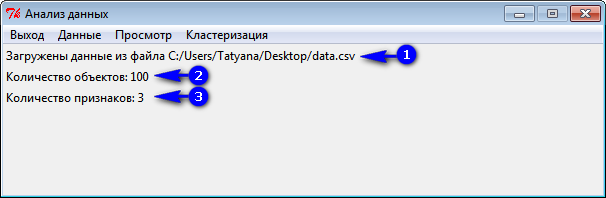 Анализ данных
Выход Данные Просмотр Кластеризация
Загружены данные из файла C:/Users/Tatyana/Desktop/data.csv 1
Количество объектов: 100 2
Количество признаков: 3 3